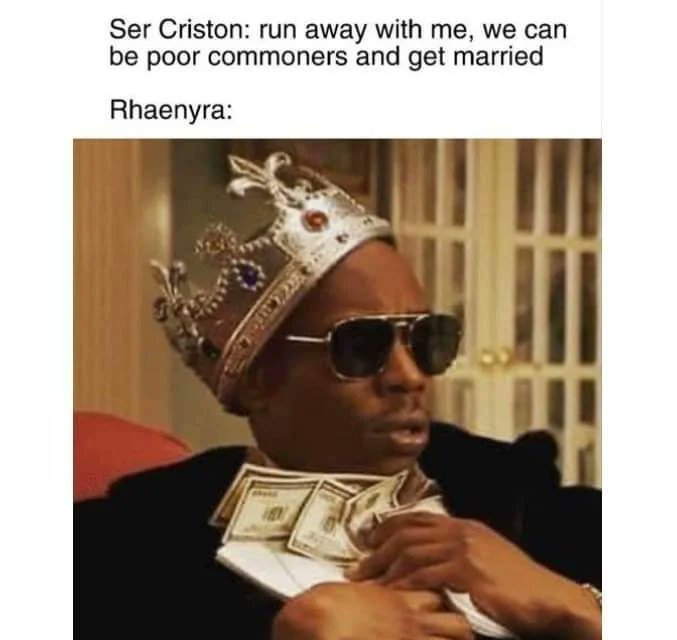 Ser Criston: run away with me, we can
be poor commoners and get married
Rhaenyra: